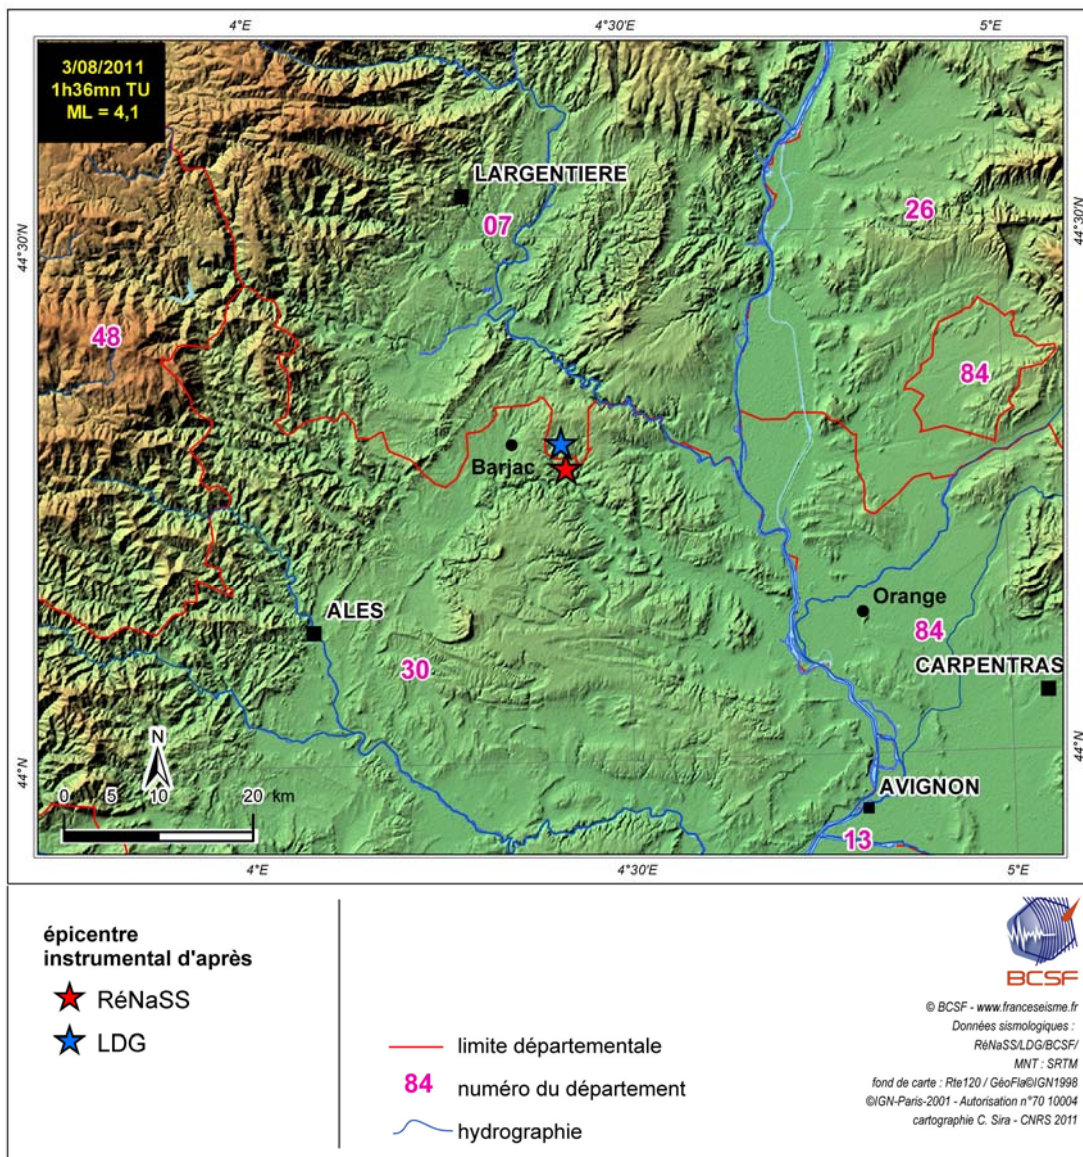 4°E
4°30'E
5°E
3/08/2011
1h36mn TU
ML = 4,1
LARGENTIERE
07
26
44°30'N
44°30'N
48
84
Barjac
Orange
ALES
84
30
CARPENTRAS
44°N
44°N
N
0 5 10 20 km
AVIGNON
13
4°E
4°30'E
5°E
épicentre
instrumental d'après
RéNaSS
LDG
limite départementale
84 numéro du département
hydrographie
BCSF
© BCSF - www.franceseisme.fr
Données sismologiques :
RéNaSS/LDG/BCSF/
MNT : SRTM
fond de carte : Rte120 / GéoFla©IGN1998
©IGN-Paris-2001 - Autorisation n°70 10004
cartographie C. Sira - CNRS 2011